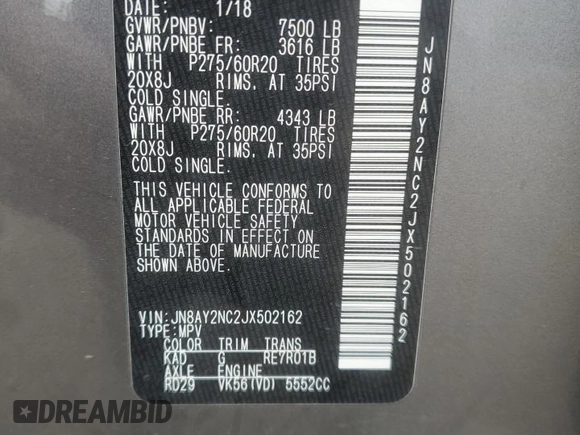 DATE: 1/18
GVWR/PNBV: 7500 LB
GAWR/PNBE FR: 3616 LB
WITH P275/60R20 TIRES
20X8J RIMS, AT 35PSI
COLD SINGLE.
GAWR/PNBE RR: 4343 LB
WITH P275/60R20 TIRES
20X8J RIMS, AT 35PSI
COLD SINGLE.
THIS VEHICLE CONFORMS TO
ALL APPLICABLE FEDERAL
MOTOR VEHICLE SAFETY
STANDARDS IN EFFECT ON
THE DATE OF MANUFACTURE
SHOWN ABOVE.
VIN:JN8AY2NC2JX502162
TYPE:MPV
COLOR TRIM TRANS
KAD G RE7R01B
AXLE ENGINE
RD29 VK56(VD) 5552CC
JN8AY2NC2JX502162
DREAMBID